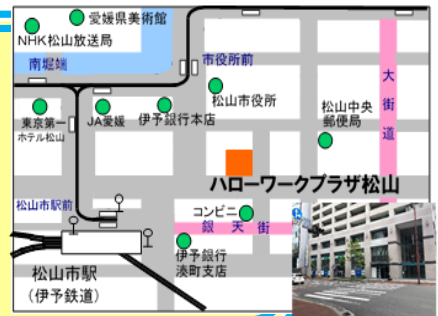 愛媛県美術館
NHK松山放送局
南堀端
市役所前
大街道
松山市役所
松山中央
郵便局
東京第一
ホテル松山
JA愛媛
伊予銀行本店
ハローワークプラザ松山
松山市駅前
コンビニ
銀天街
伊予銀行
湊町支店
松山市駅
（伊予鉄道）